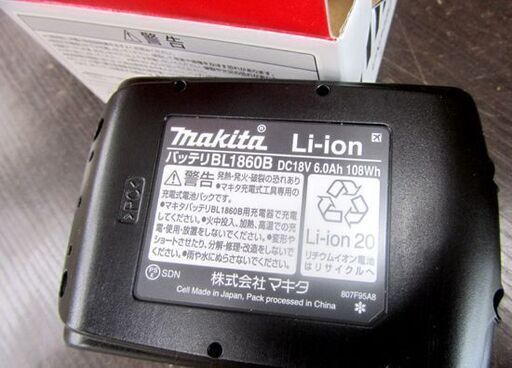 警告
makita® Li-ion
バッテリBL1860B DC18V 6.0Ah 108Wh
警告 発熱・発火・破裂の恐れあり
●マキタ充電式工具専用の
充電式電池パックです。
●マキタバッテリBL1860B用充電器で充電
してください。●火中投入、加熱、高温での充電
・使用・放置をしないでください。●変形や
ショートさせたり、分解・修理・改造をしないでく
ださい。●雨や水にぬらさないでください。
Li-ion 20
リチウムイオン電池
はリサイクルへ
PS SDN
株式会社マキタ
Cell Made in Japan, Pack processed in China
807F95A8